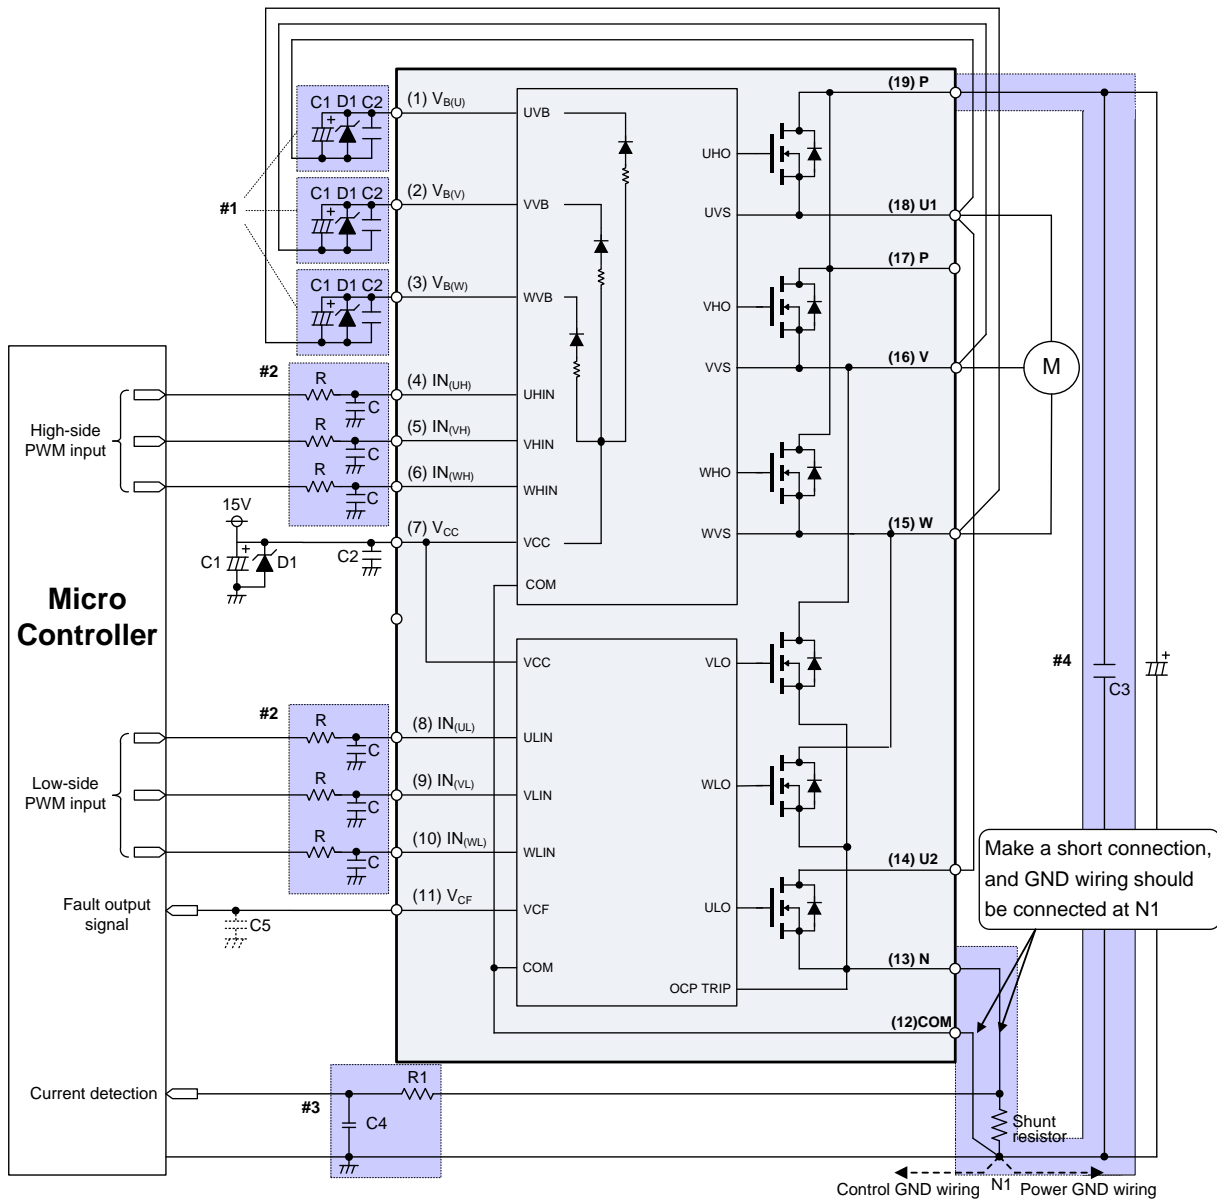 (19) P
C1 D1 C2
(1) VB(U)
UVB
UHO
(2) VB(V)
C1 D1 C2
VVB
#1
UVS
(18) U1
(17) P
C1 D1 C2
(3) VB(W)
WVB
VHO
#2
R
(4) IN(UH)
C
UHIN
VVS
(16) V
M
High-side
PWM input
R
(5) IN(VH)
C
VHIN
R
(6) IN(WH)
C
WHIN
WHO
15V
(7) VCC
C1
D1
C2
VCC
WVS
(15) W
COM
Micro
Controller
VCC
VLO
#4
C3
#2
R
(8) IN(UL)
C
ULIN
Low-side
PWM input
R
(9) IN(VL)
C
VLIN
WLO
R
(10) IN(WL)
C
WLIN
(14) U2
Make a short connection,
and GND wiring should
be connected at N1
Fault output
signal
C5
(11) VCF
VCF
ULO
COM
(13) N
OCP TRIP
(12)COM
Current detection
R1
#3
C4
Shunt
resistor
Control GND wiring
N1
Power GND wiring